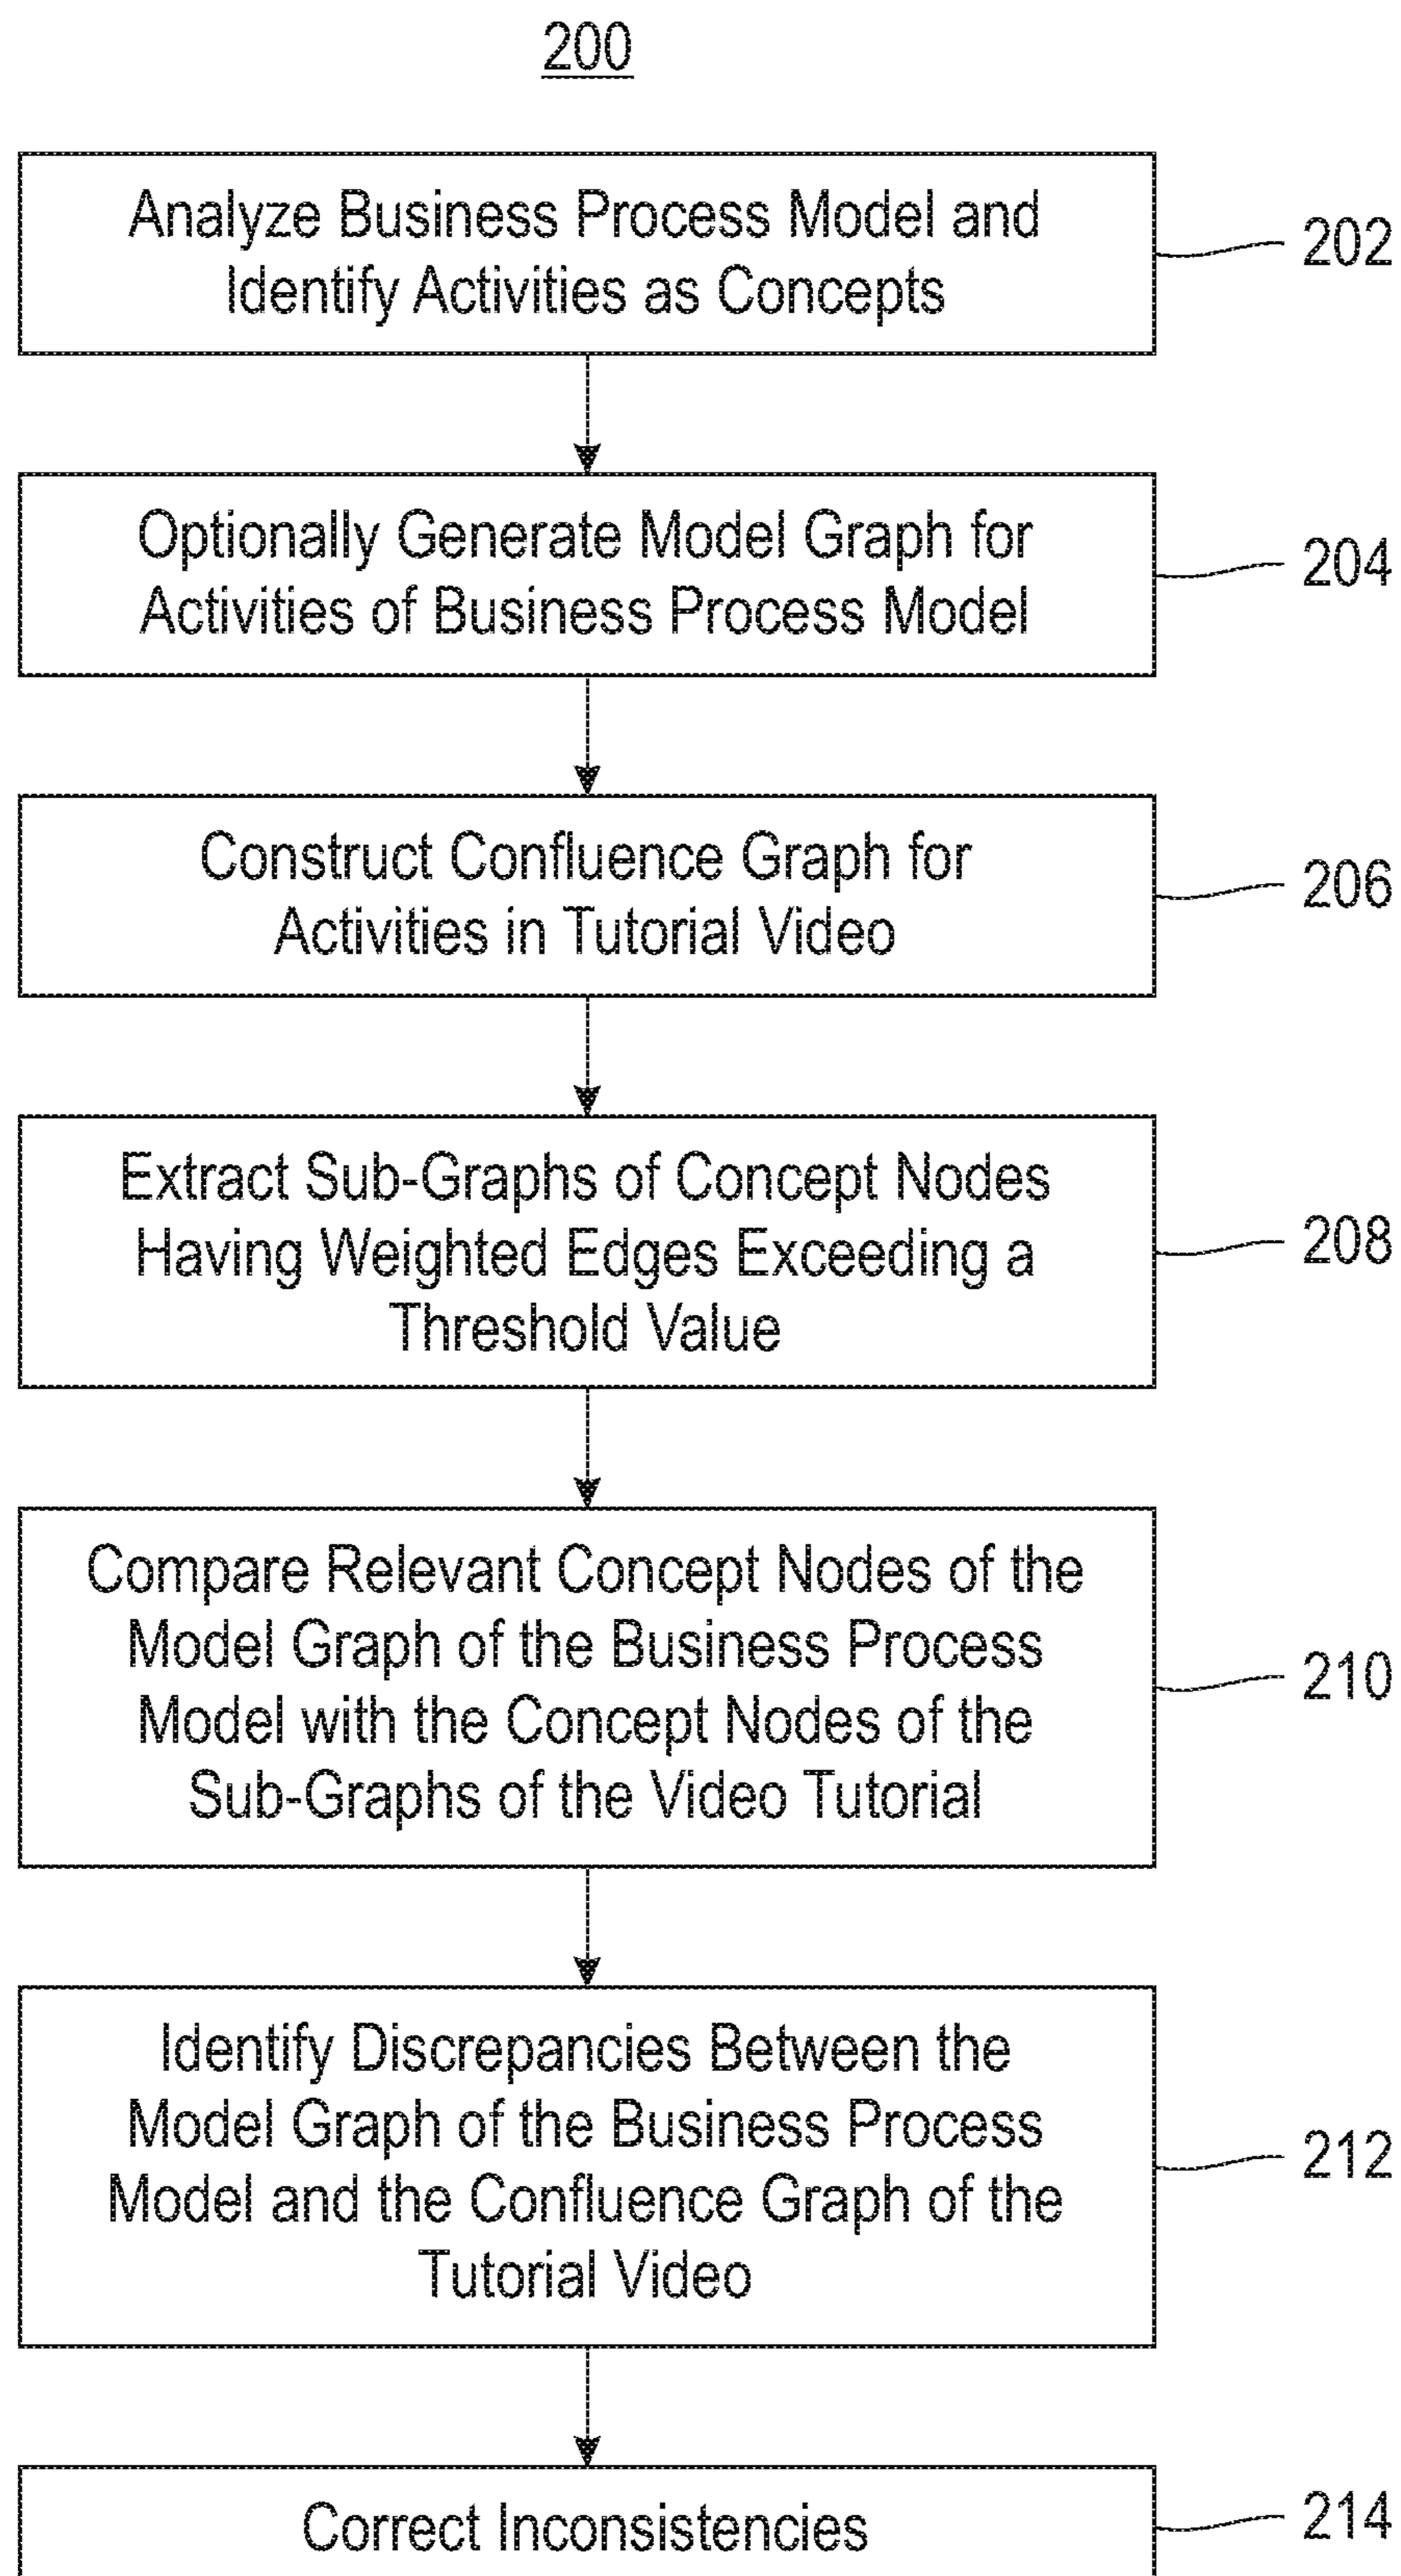 200
Analyze Business Process Model and
Identify Activities as Concepts
202
Optionally Generate Model Graph for
Activities of Business Process Model
204
Construct Confluence Graph for
Activities in Tutorial Video
206
Extract Sub-Graphs of Concept Nodes
Having Weighted Edges Exceeding a
Threshold Value
208
Compare Relevant Concept Nodes of the
Model Graph of the Business Process
Model with the Concept Nodes of the
Sub-Graphs of the Video Tutorial
210
Identify Discrepancies Between the
Model Graph of the Business Process
Model and the Confluence Graph of the
Tutorial Video
212
Correct Inconsistencies
214